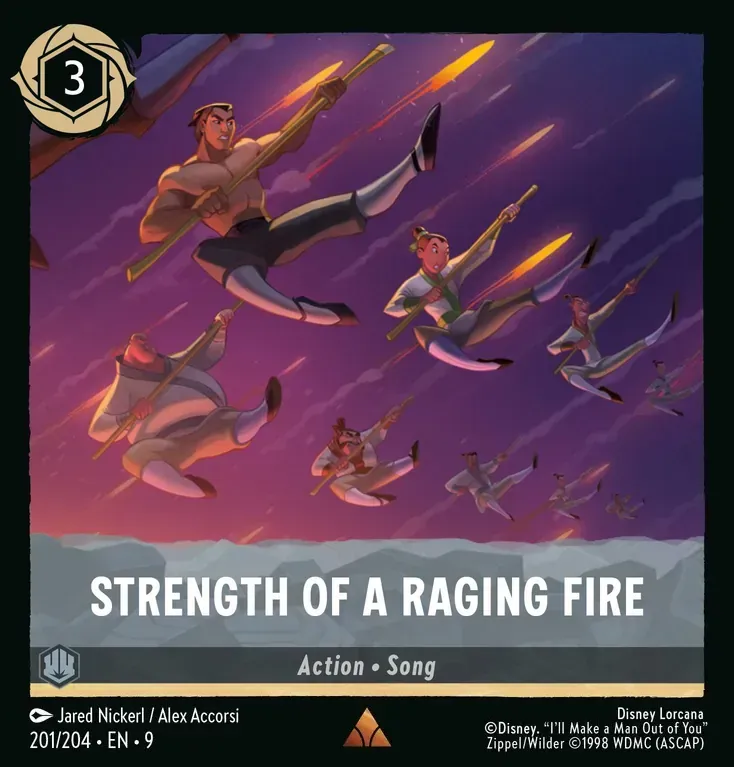 3
STRENGTH OF A RAGING FIRE
Action • Song
Jared Nickerl / Alex Accorsi
201/204 • EN • 9
Disney Lorcana
©Disney. “I’ll Make a Man Out of You”
Zippel/Wilder ©1998 WDMC (ASCAP)